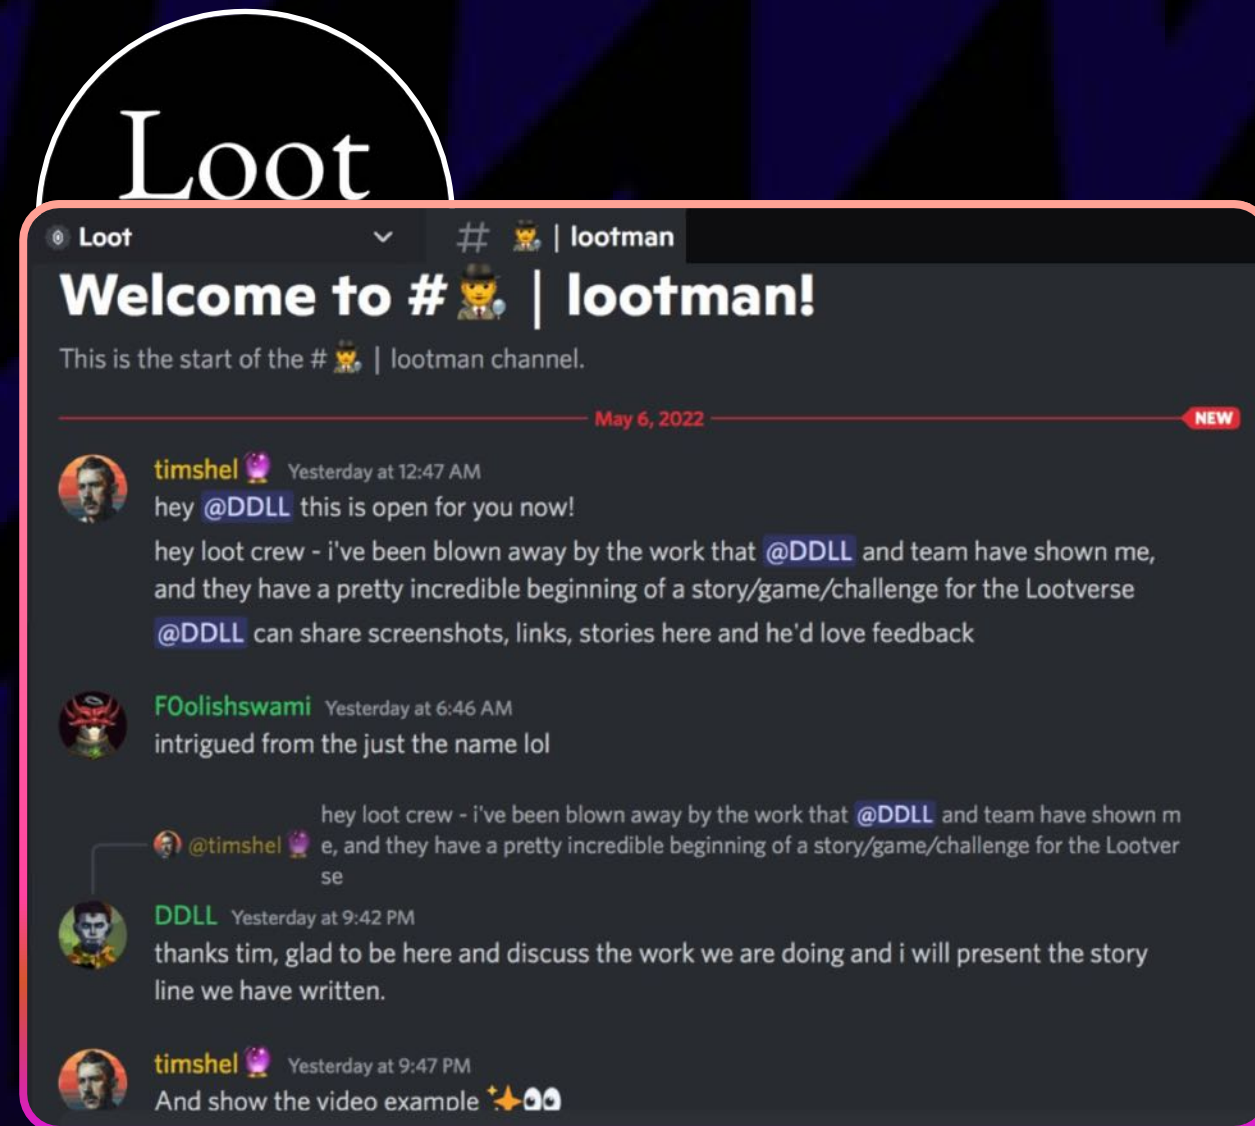 Loot
Loot # 🕵️ | lootman
Welcome to # 🕵️ | lootman!
This is the start of the # 🕵️ | lootman channel.
May 6, 2022 NEW
timshel🔮 Yesterday at 12:47 AM
hey @DDLL this is open for you now!
hey loot crew - i've been blown away by the work that @DDLL and team have shown me,
and they have a pretty incredible beginning of a story/game/challenge for the Lootverse
@DDLL can share screenshots, links, stories here and he'd love feedback
F0olishswami Yesterday at 6:46 AM
intrigued from the just the name lol
hey loot crew - i've been blown away by the work that @DDLL and team have shown m
@timshel🔮 e, and they have a pretty incredible beginning of a story/game/challenge for the Lootver
se
DDLL Yesterday at 9:42 PM
thanks tim, glad to be here and discuss the work we are doing and i will present the story
line we have written.
timshel🔮 Yesterday at 9:47 PM
And show the video example ✨👀